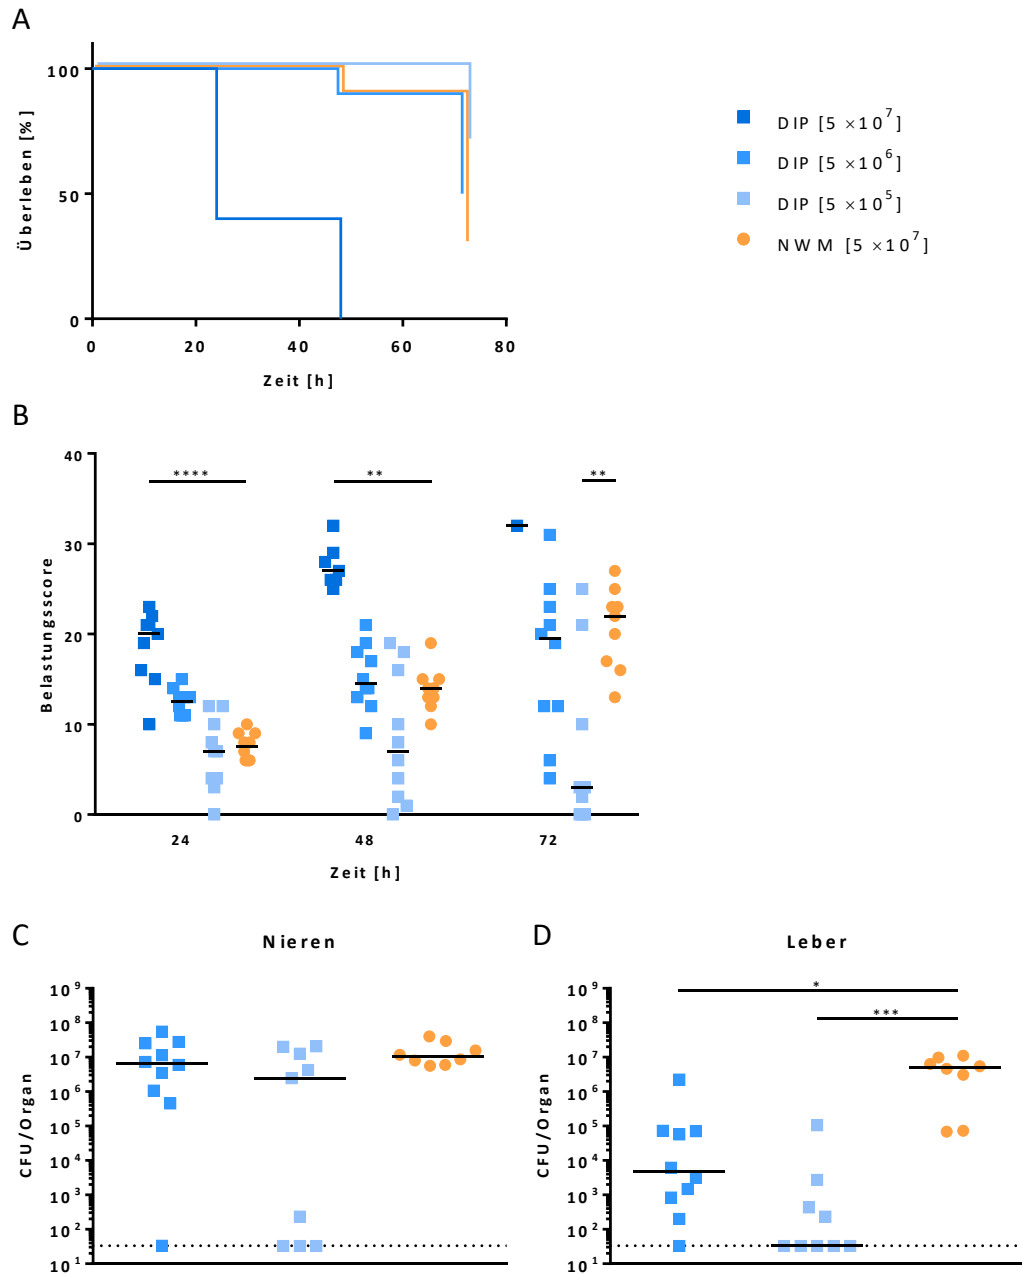 A
Überleben [%]
100
50
0
0 20 40 60 80
Zeit [h]
DIP [5 ×10⁷]
DIP [5 ×10⁶]
DIP [5 ×10⁵]
NWM [5 ×10⁷]
B
Belastungsscore
40
30
20
10
0
**** ** **
24 48 72
Zeit [h]
C
Nieren
CFU/Organ
10⁹
10⁸
10⁷
10⁶
10⁵
10⁴
10³
10²
10¹
D
Leber
CFU/Organ
10⁹
10⁸
10⁷
10⁶
10⁵
10⁴
10³
10²
10¹
*
***